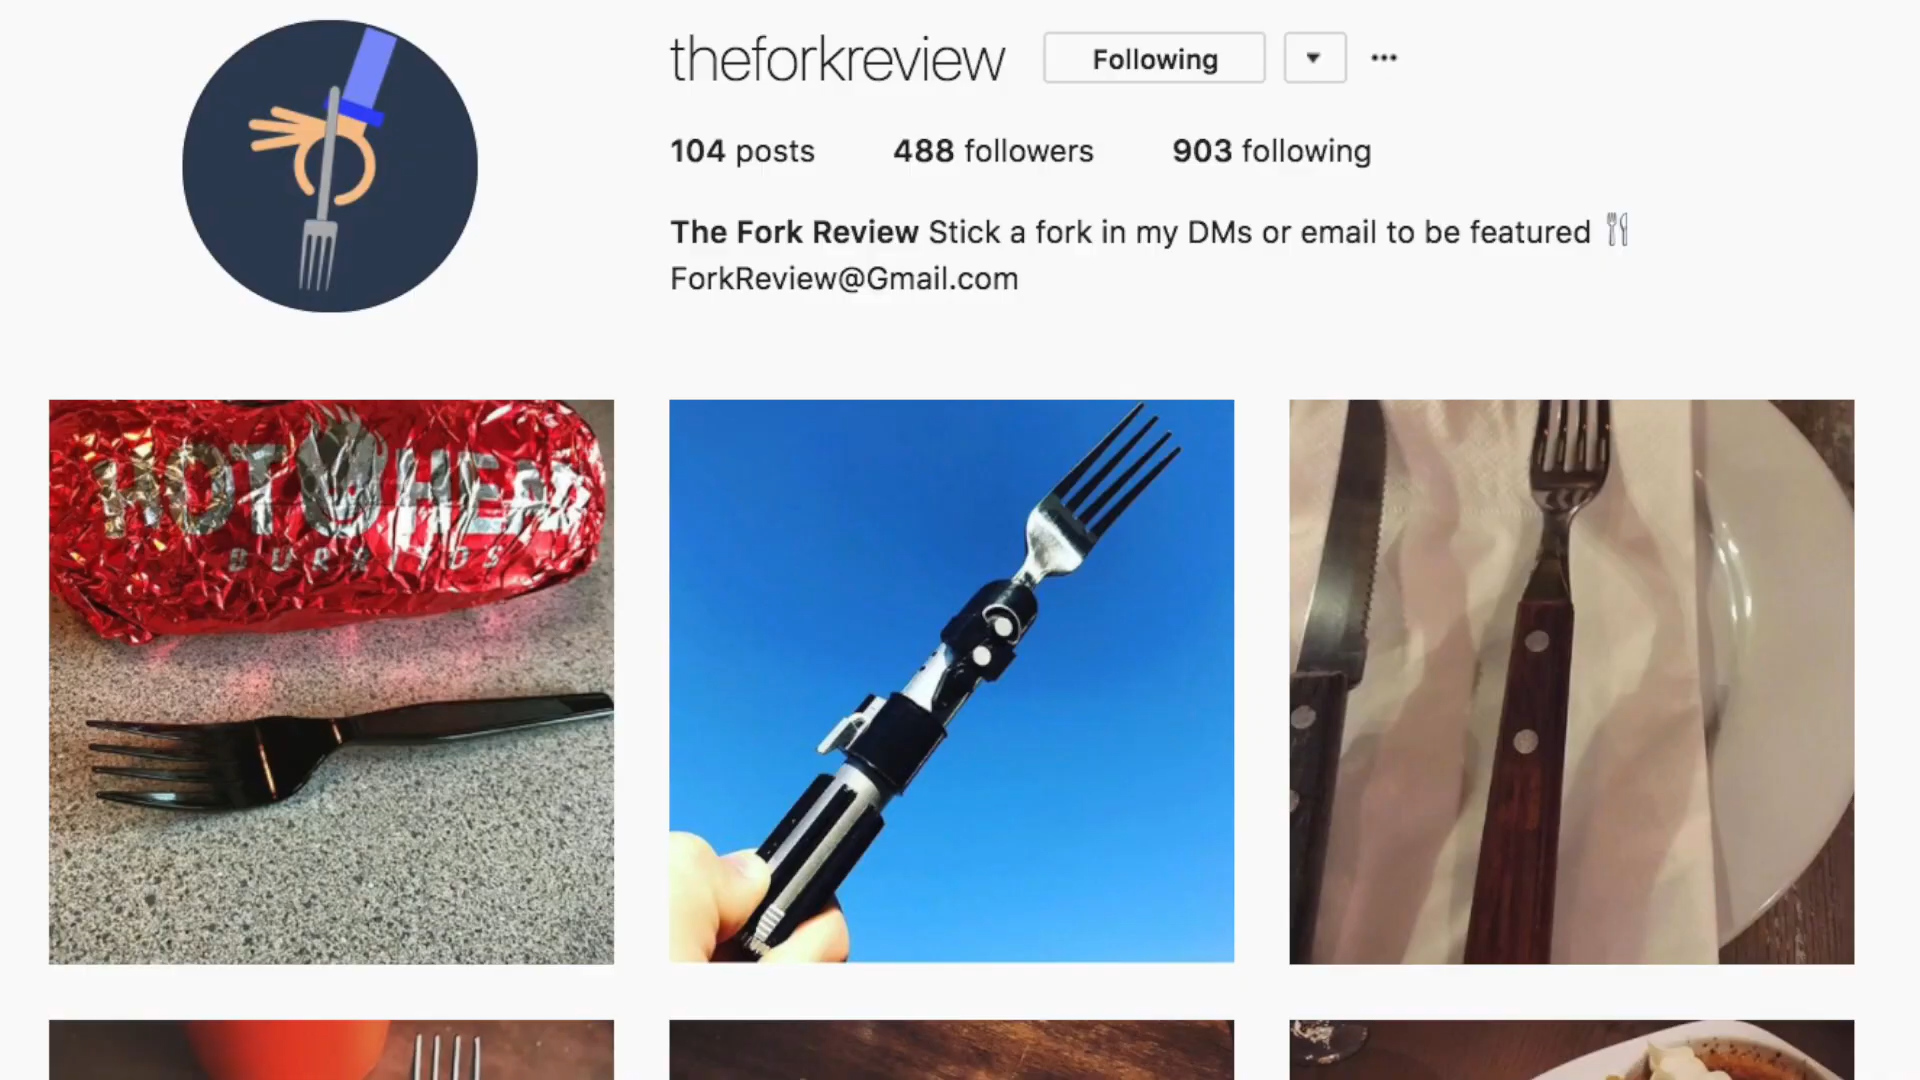 theforkreview Following
104 posts 488 followers 903 following
The Fork Review Stick a fork in my DMs or email to be featured 🍴
ForkReview@Gmail.com
HOT HEAD
BURRITOS